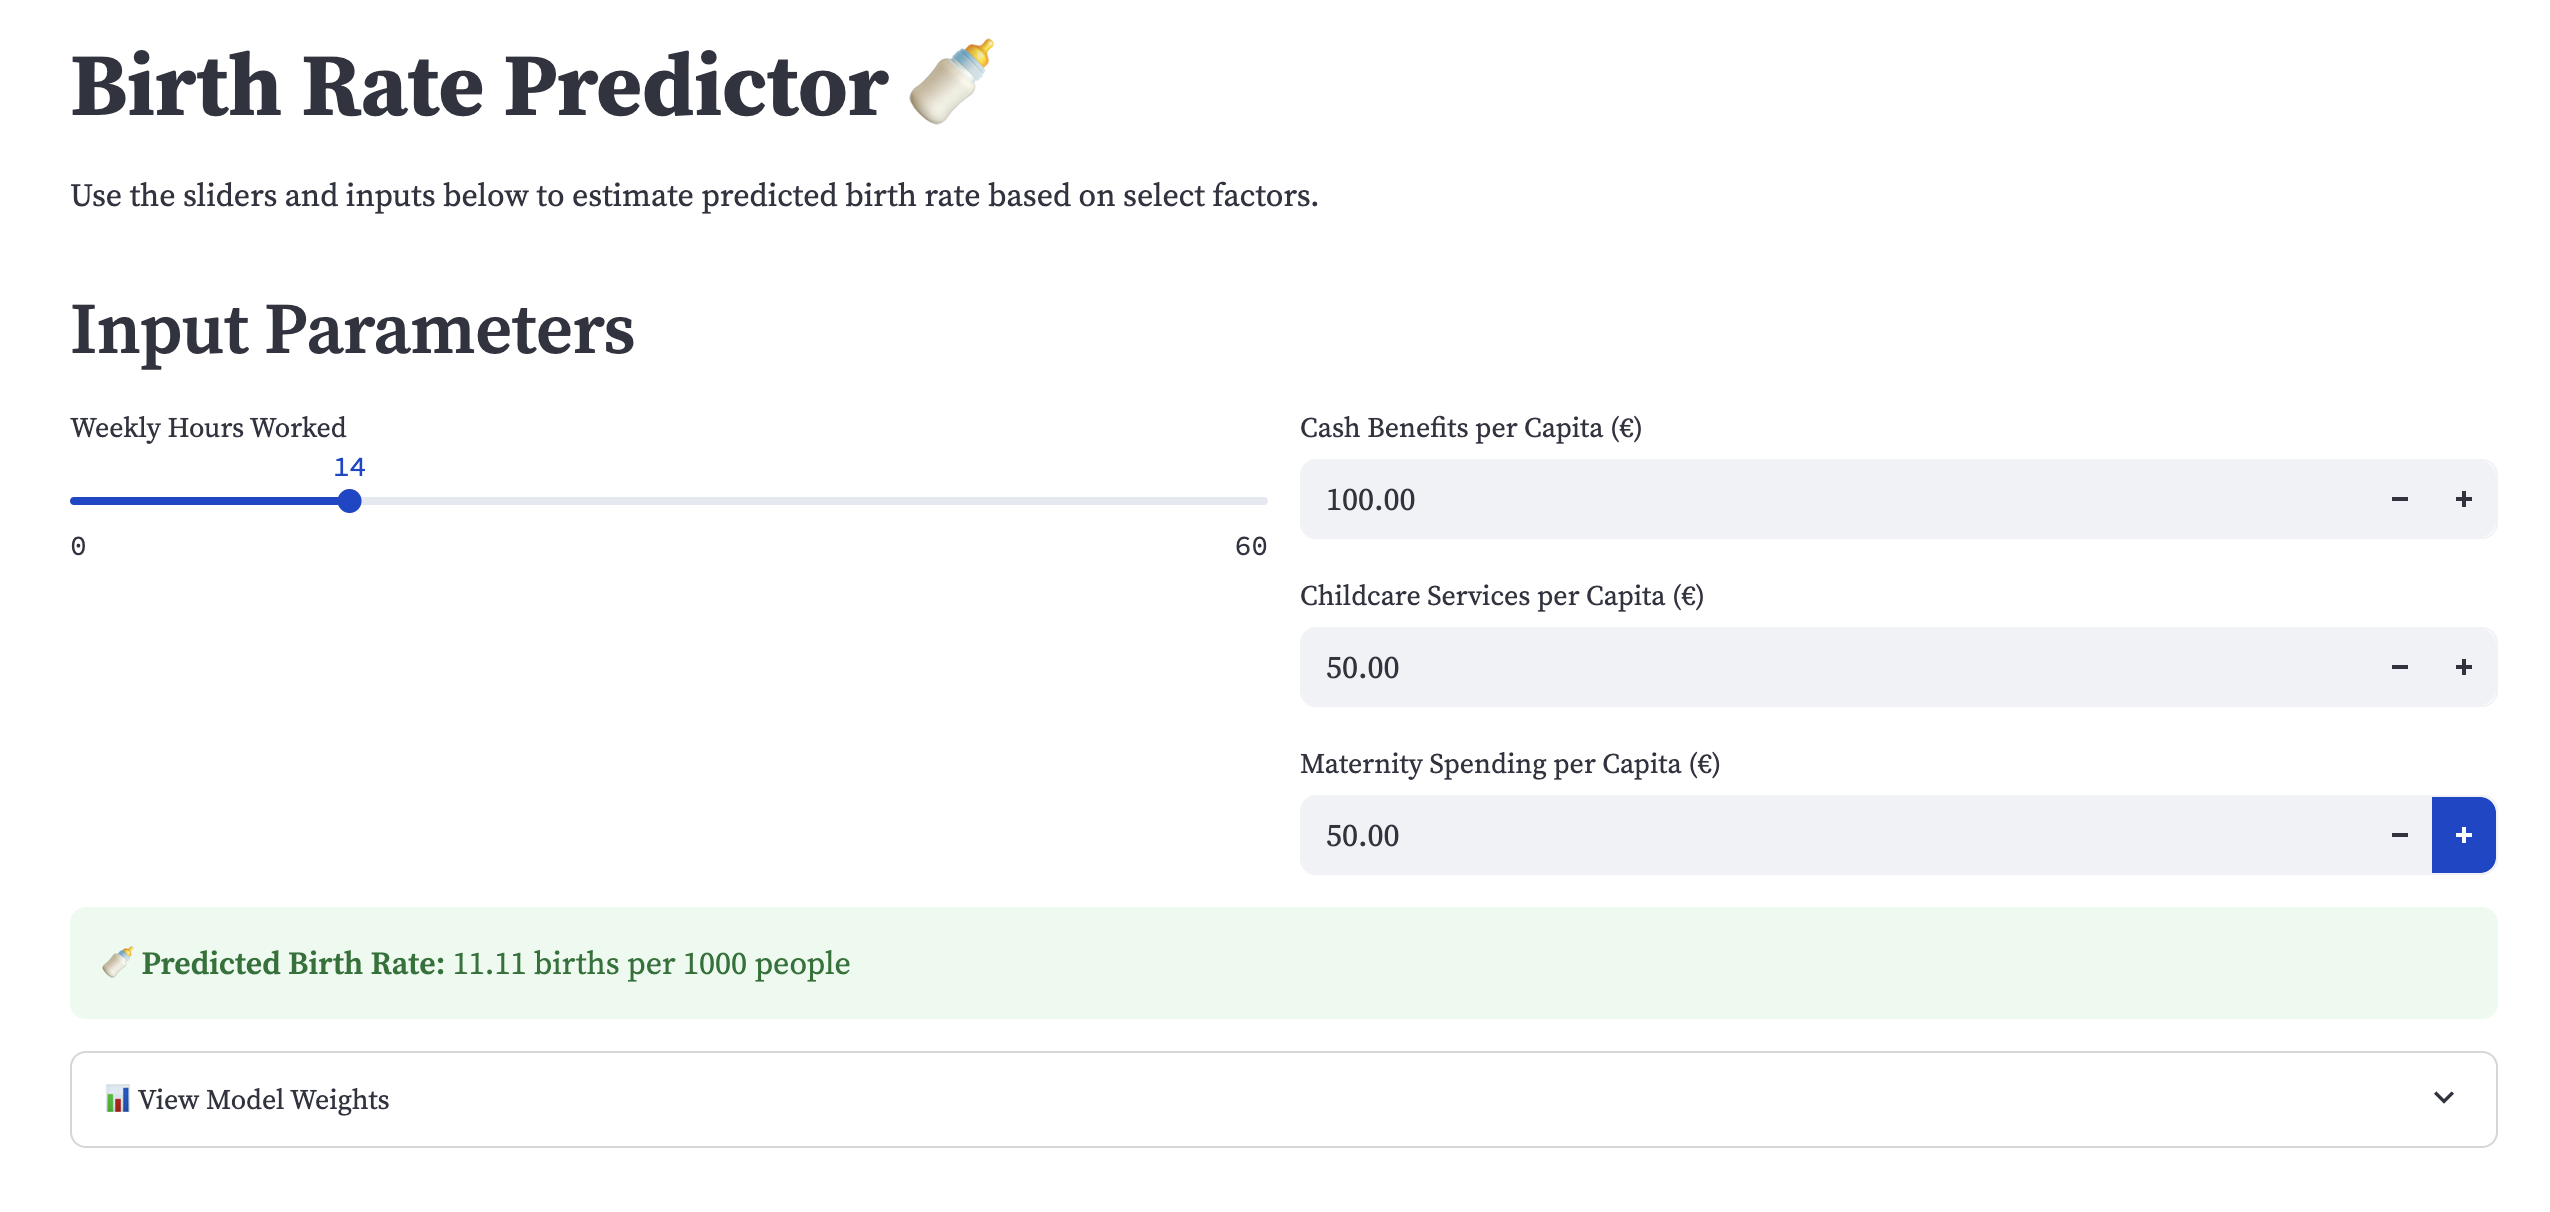 Birth Rate Predictor 🍼
Use the sliders and inputs below to estimate predicted birth rate based on select factors.
Input Parameters
Weekly Hours Worked
14
0
60
Cash Benefits per Capita (€)
100.00
− +
Childcare Services per Capita (€)
50.00
− +
Maternity Spending per Capita (€)
50.00
− +
🍼 Predicted Birth Rate: 11.11 births per 1000 people
📊 View Model Weights